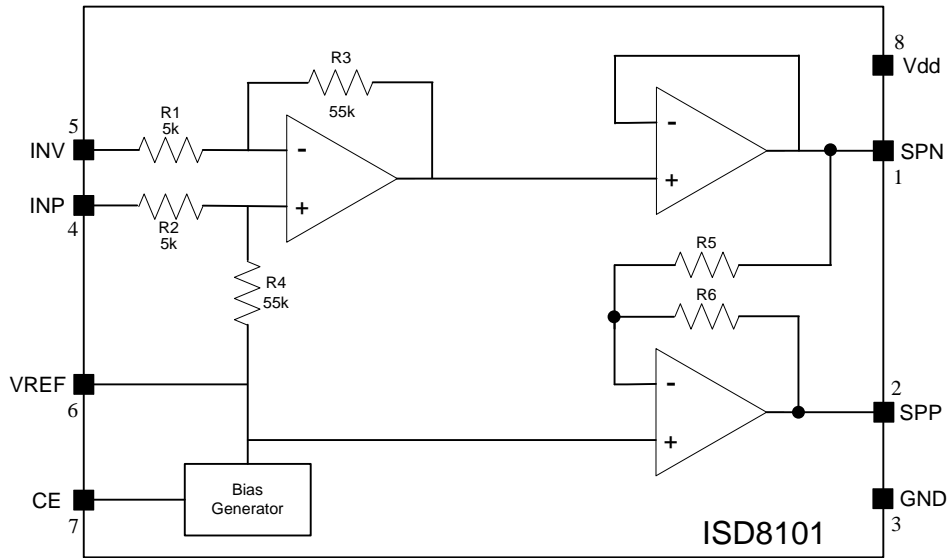 8
Vdd
R3
55k
R1
5k
5
INV
-
+
INP
4
R2
5k
-
+
SPN
1
R4
55k
R5
R6
VREF
6
-
+
2
SPP
Bias
Generator
CE
7
GND
3
ISD8101